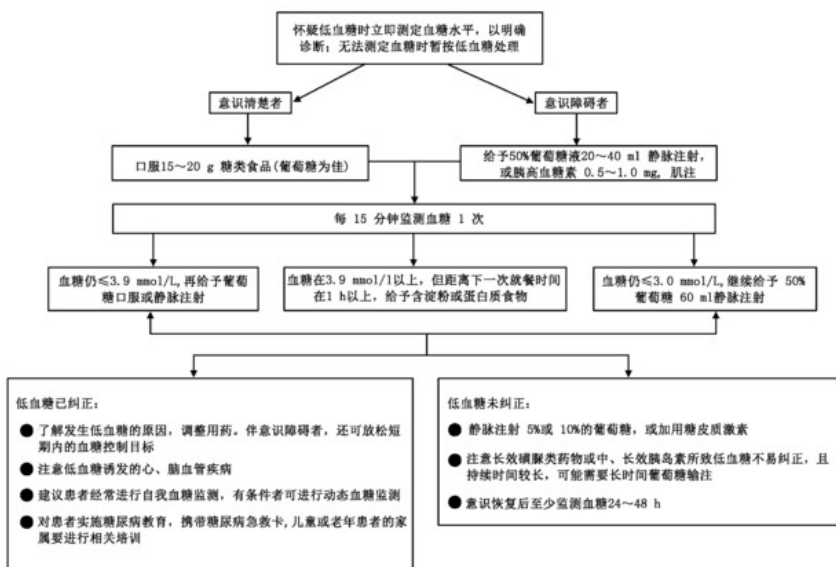 怀疑低血糖时立即测定血糖水平，以明确
诊断；无法测定血糖时暂按低血糖处理
意识清楚者
意识障碍者
口服15～20 g 糖类食品(葡萄糖为佳)
给予50%葡萄糖液20～40 ml 静脉注射，
或胰高血糖素 0.5～1.0 mg, 肌注
每 15 分钟监测血糖 1 次
血糖仍≤3.9 mmol/L,再给予葡萄
糖口服或静脉注射
血糖在3.9 mmol/l以上，但距离下一次就餐时间
在1 h以上，给予含淀粉或蛋白质食物
血糖仍≤3.0 mmol/L,继续给予 50%
葡萄糖 60 ml静脉注射
低血糖已纠正：
● 了解发生低血糖的原因，调整用药。伴意识障碍者，还可放松短
期内的血糖控制目标
● 注意低血糖诱发的心、脑血管疾病
● 建议患者经常进行自我血糖监测，有条件者可进行动态血糖监测
● 对患者实施糖尿病教育，携带糖尿病急救卡,儿童或老年患者的家
属要进行相关培训
低血糖未纠正：
● 静脉注射 5%或 10%的葡萄糖，或加用糖皮质激素
● 注意长效磺脲类药物或中、长效胰岛素所致低血糖不易纠正，且
持续时间较长，可能需要长时间葡萄糖输注
● 意识恢复后至少监测血糖24～48 h